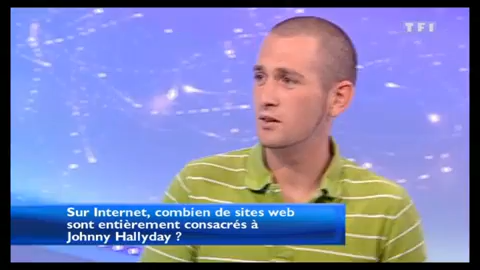 TF1
Sur Internet, combien de sites web
sont entièrement consacrés à
Johnny Hallyday ?